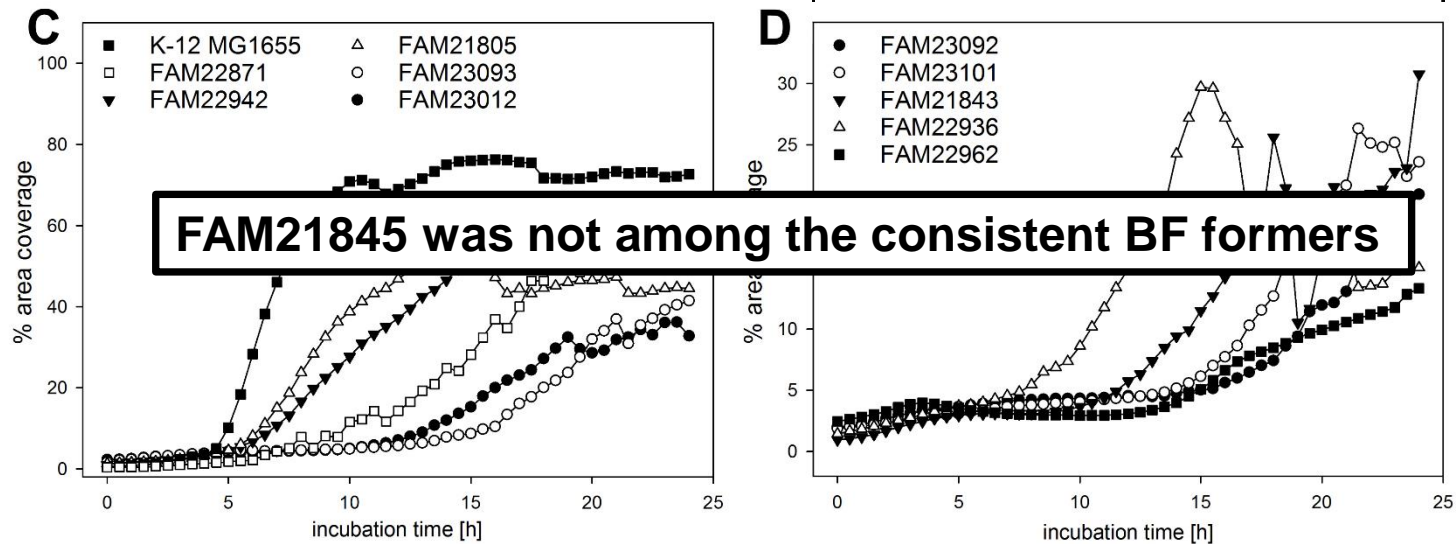 C
K-12 MG1655
FAM22871
FAM22942
FAM21805
FAM23093
FAM23012
100
80
60
40
20
0
% area coverage
0 5 10 15 20 25
incubation time [h]
D
FAM23092
FAM23101
FAM21843
FAM22936
FAM22962
30
25
10
5
0
% area
0 5 10 15 20 25
incubation time [h]
FAM21845 was not among the consistent BF formers